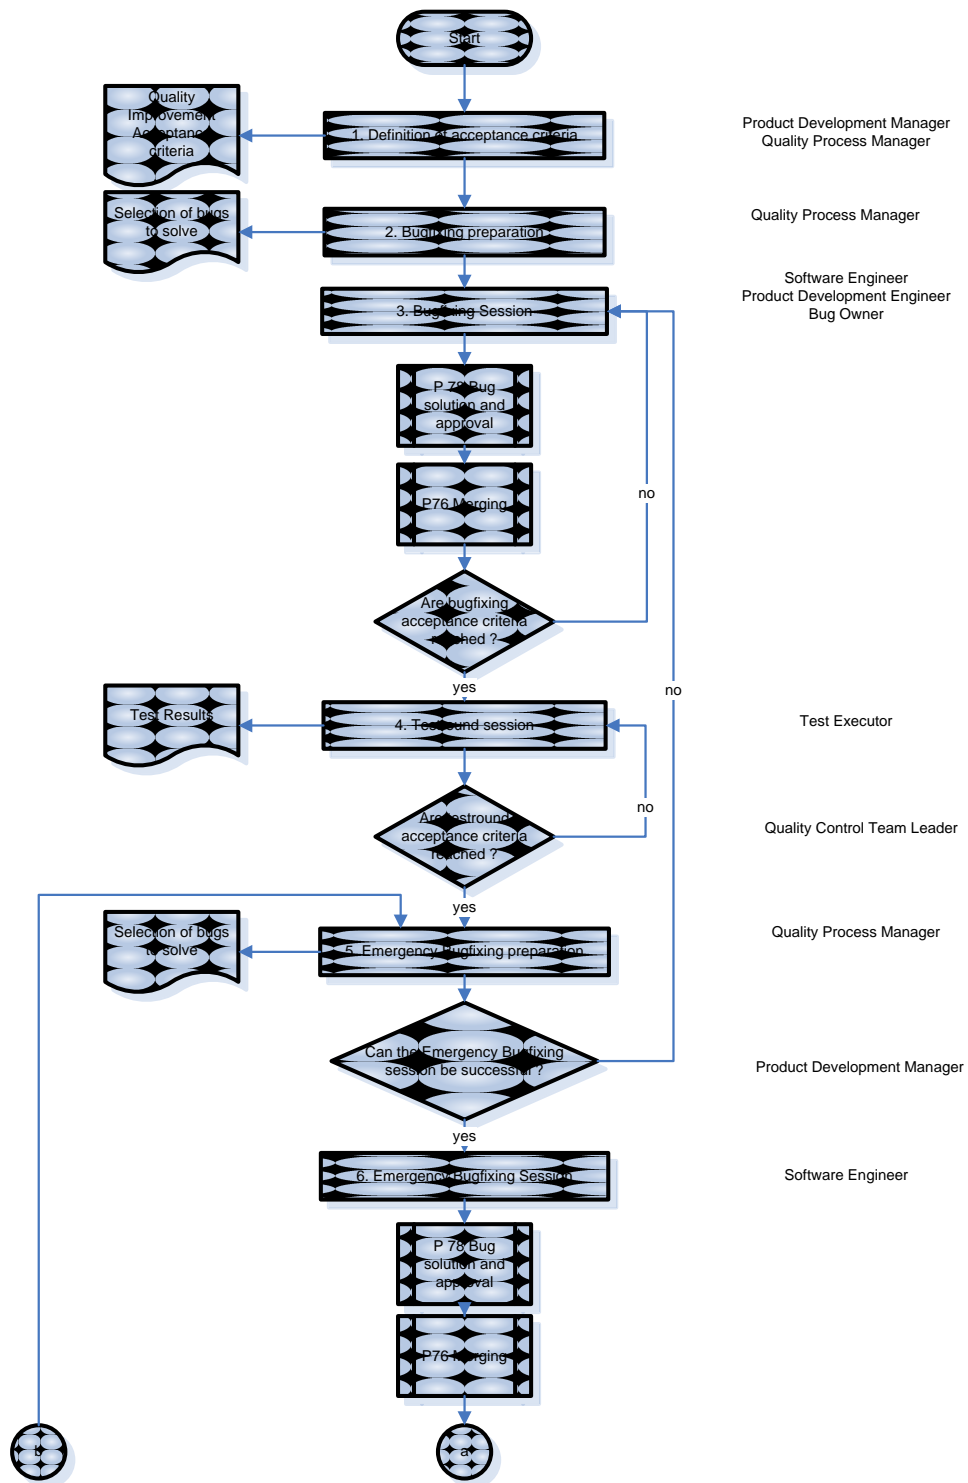 Start
Quality
Improvement
Acceptance
criteria
1. Definition of acceptance criteria
Product Development Manager
Quality Process Manager
Selection of bugs
to solve
2. Bugfixing preparation
Quality Process Manager
3. Bugfixing Session
Software Engineer
Product Development Engineer
Bug Owner
P 78 Bug
solution and
approval
P76 Merging
no
Are bugfixing
acceptance criteria
reached ?
yes
no
Test Results
4. Testround session
Test Executor
no
Are testround
acceptance criteria
reached ?
Quality Control Team Leader
yes
Selection of bugs
to solve
5. Emergency Bugfixing preparation
Quality Process Manager
Can the Emergency Bugfixing
session be successful ?
Product Development Manager
yes
6. Emergency Bugfixing Session
Software Engineer
P 78 Bug
solution and
approval
P76 Merging
b
a